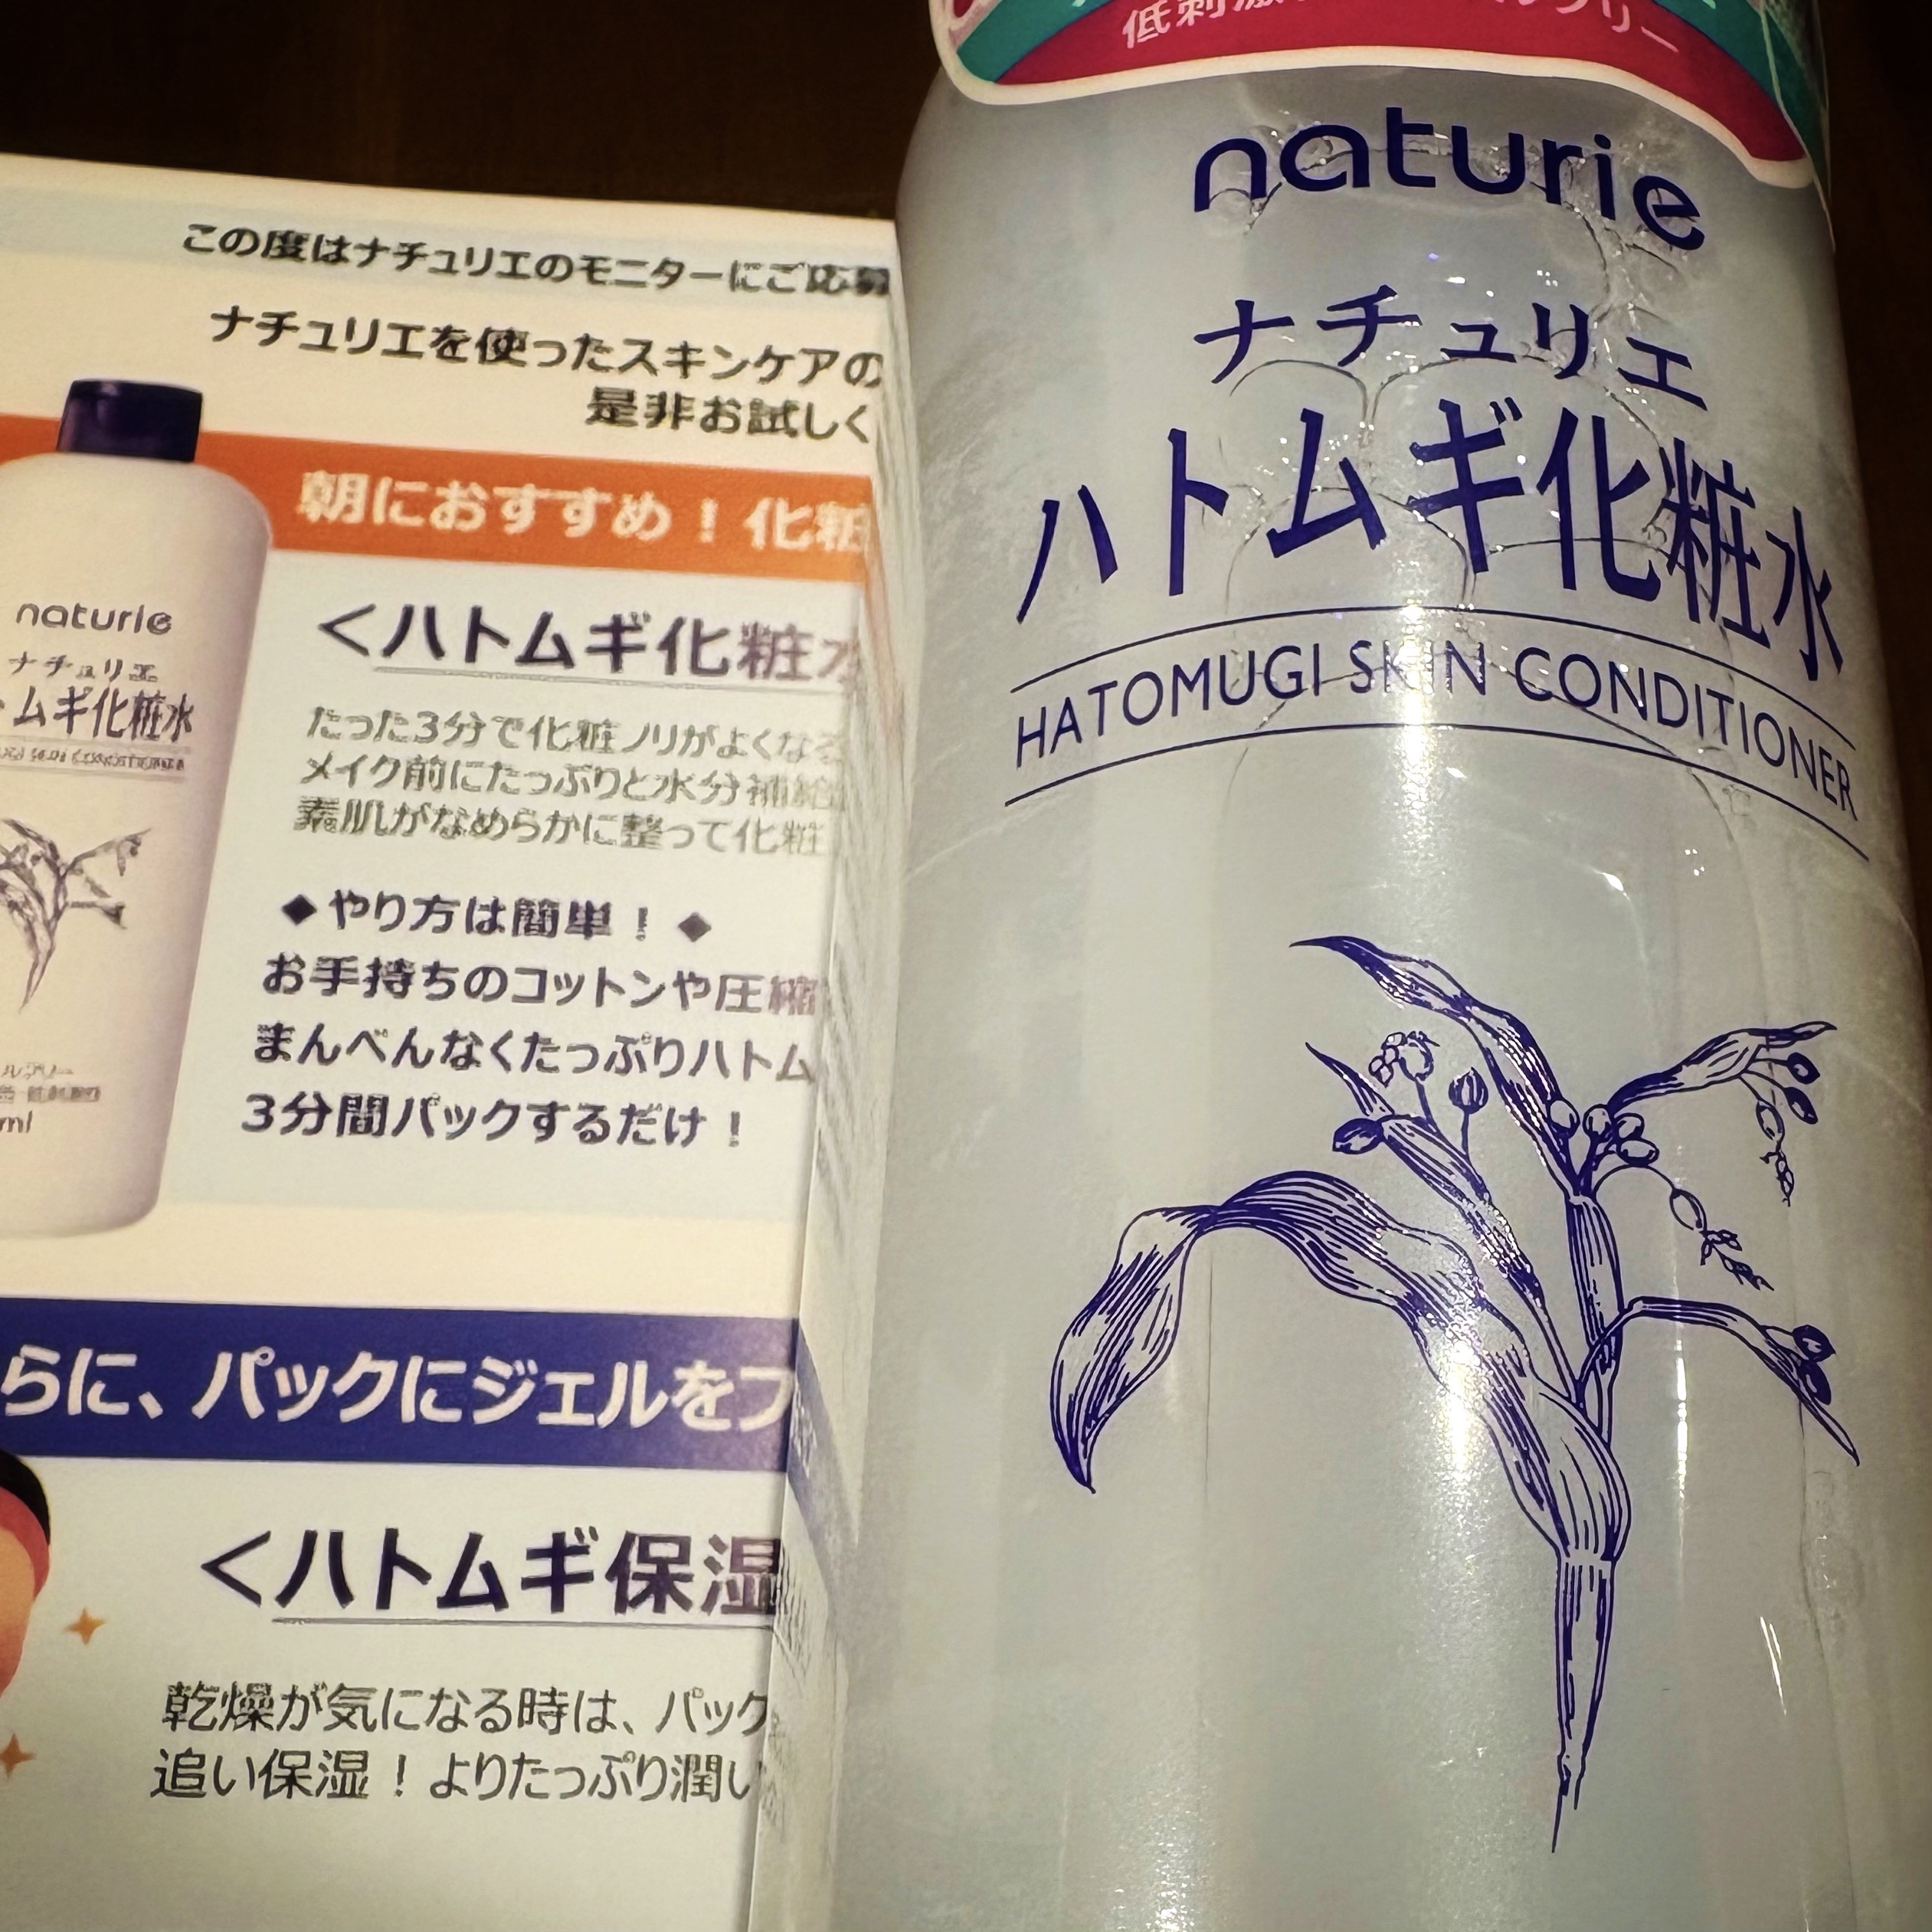 この度はナチュリエのモニターにご応募
ナチュリエを使ったスキンケアの
是非お試しく
朝におすすめ！化粧
naturie
ナチュリエ
ムギ化粧水
<ハトムギ化粧水
たった3分で化粧ノリがよくなる
メイク前にたっぷりと水分補給
素肌がなめらかに整って化粧
◆やり方は簡単！◆
お手持ちのコットンや圧縮
まんべんなくたっぷりハトム
3分間パックするだけ！
ml
らに、パックにジェルをプ
<ハトムギ保湿
乾燥が気になる時は、パック
追い保湿！よりたっぷり潤い
低刺激
フリー
naturie
ナチュリエ
ハトムギ化粧水
HATOMUGI SKIN CONDITIONER